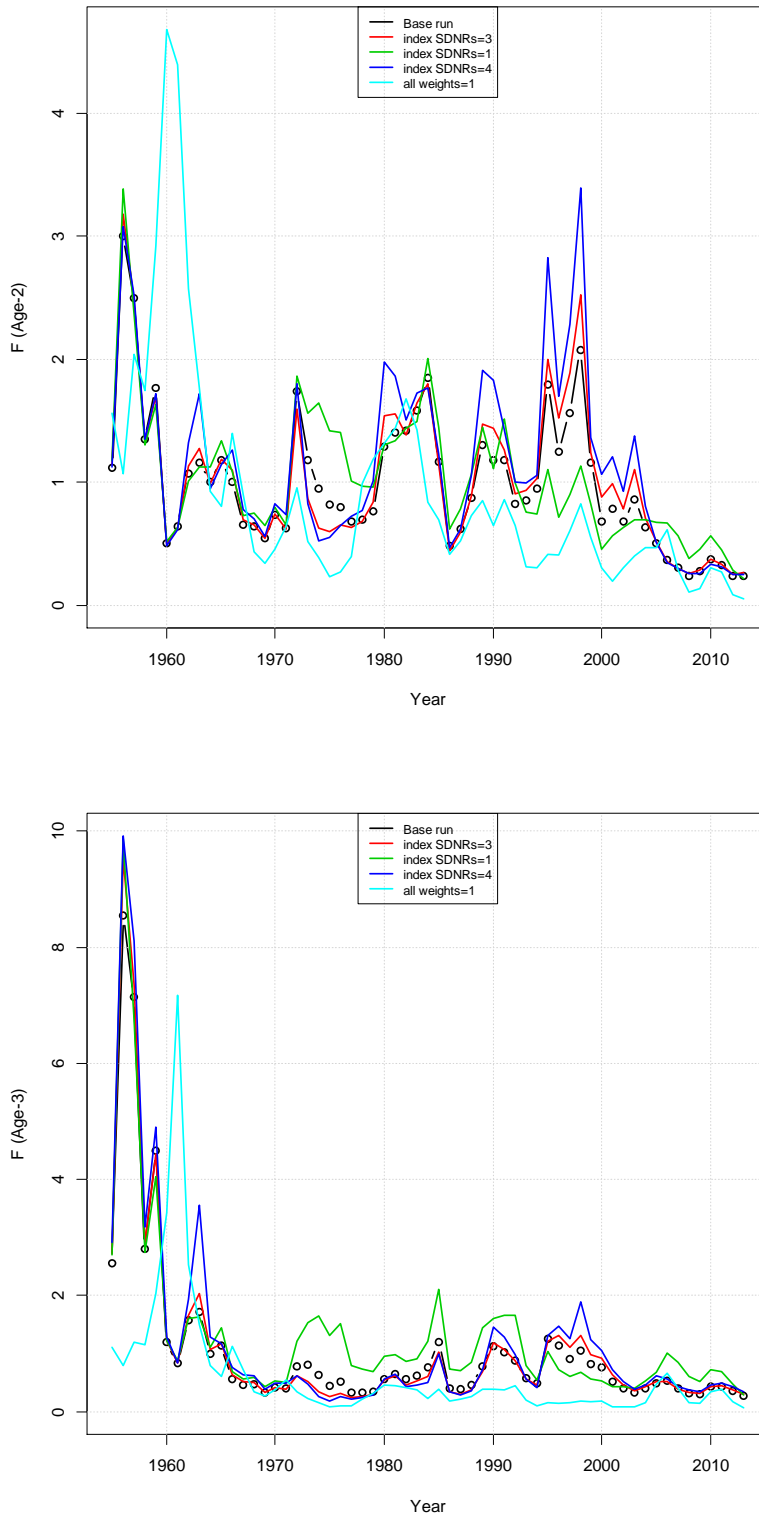 Base run
index SDNRs=3
index SDNRs=1
index SDNRs=4
all weights=1
F (Age-2)
4
3
2
1
0
1960 1970 1980 1990 2000 2010
Year
Base run
index SDNRs=3
index SDNRs=1
index SDNRs=4
all weights=1
F (Age-3)
10
8
6
4
2
0
1960 1970 1980 1990 2000 2010
Year